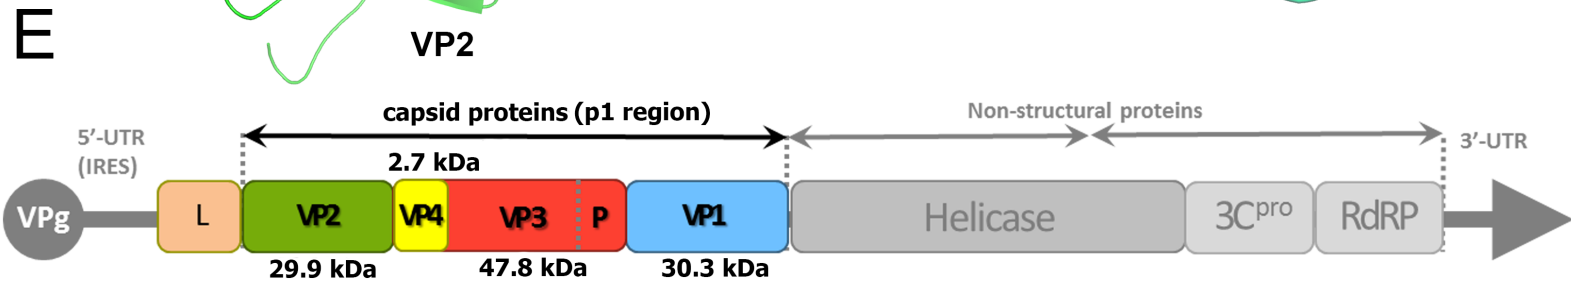 E
VP2
capsid proteins (p1 region)
Non-structural proteins
5’-UTR
(IRES)
3’-UTR
2.7 kDa
VPg
L
VP2
VP4
VP3
P
VP1
Helicase
3Cpro
RdRP
29.9 kDa
47.8 kDa
30.3 kDa